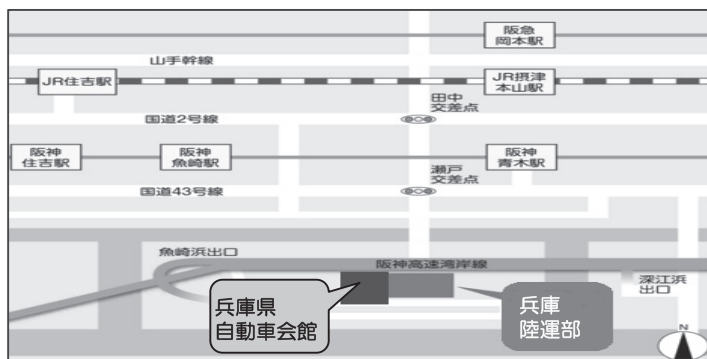 阪急
岡本駅
山手幹線
JR住吉駅
JR摂津
本山駅
田中
交差点
国道2号線
阪神
住吉駅
阪神
魚崎駅
阪神
青木駅
瀬戸
交差点
国道43号線
魚崎浜出口
阪神高速湾岸線
深江浜
出口
兵庫県
自動車会館
兵庫
陸運部
N